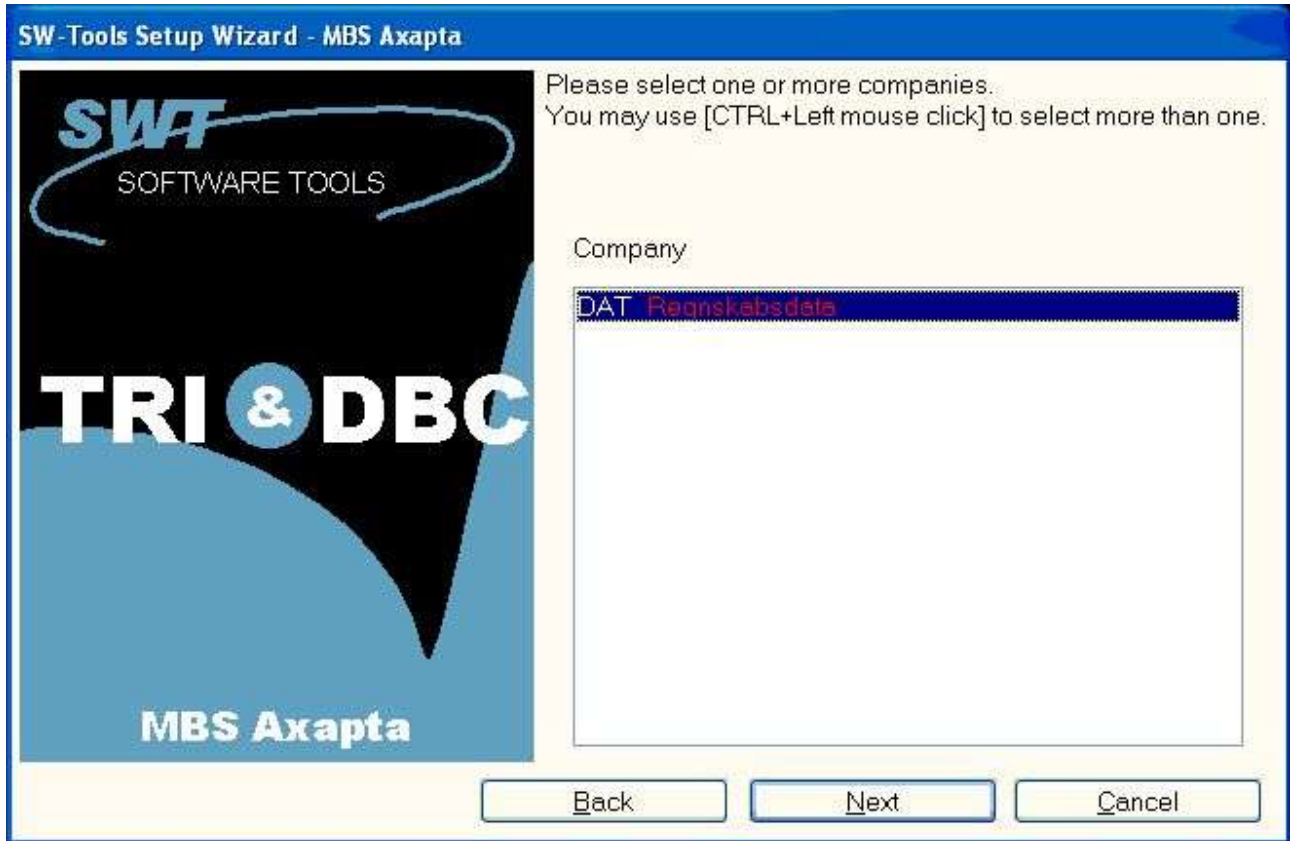 SW-Tools Setup Wizard - MBS Axapta
SWT
SOFTWARE TOOLS
TRI & DBC
MBS Axapta
Please select one or more companies.
You may use [CTRL+Left mouse click] to select more than one.
Company
DAT Regnskabsdata
Back
Next
Cancel